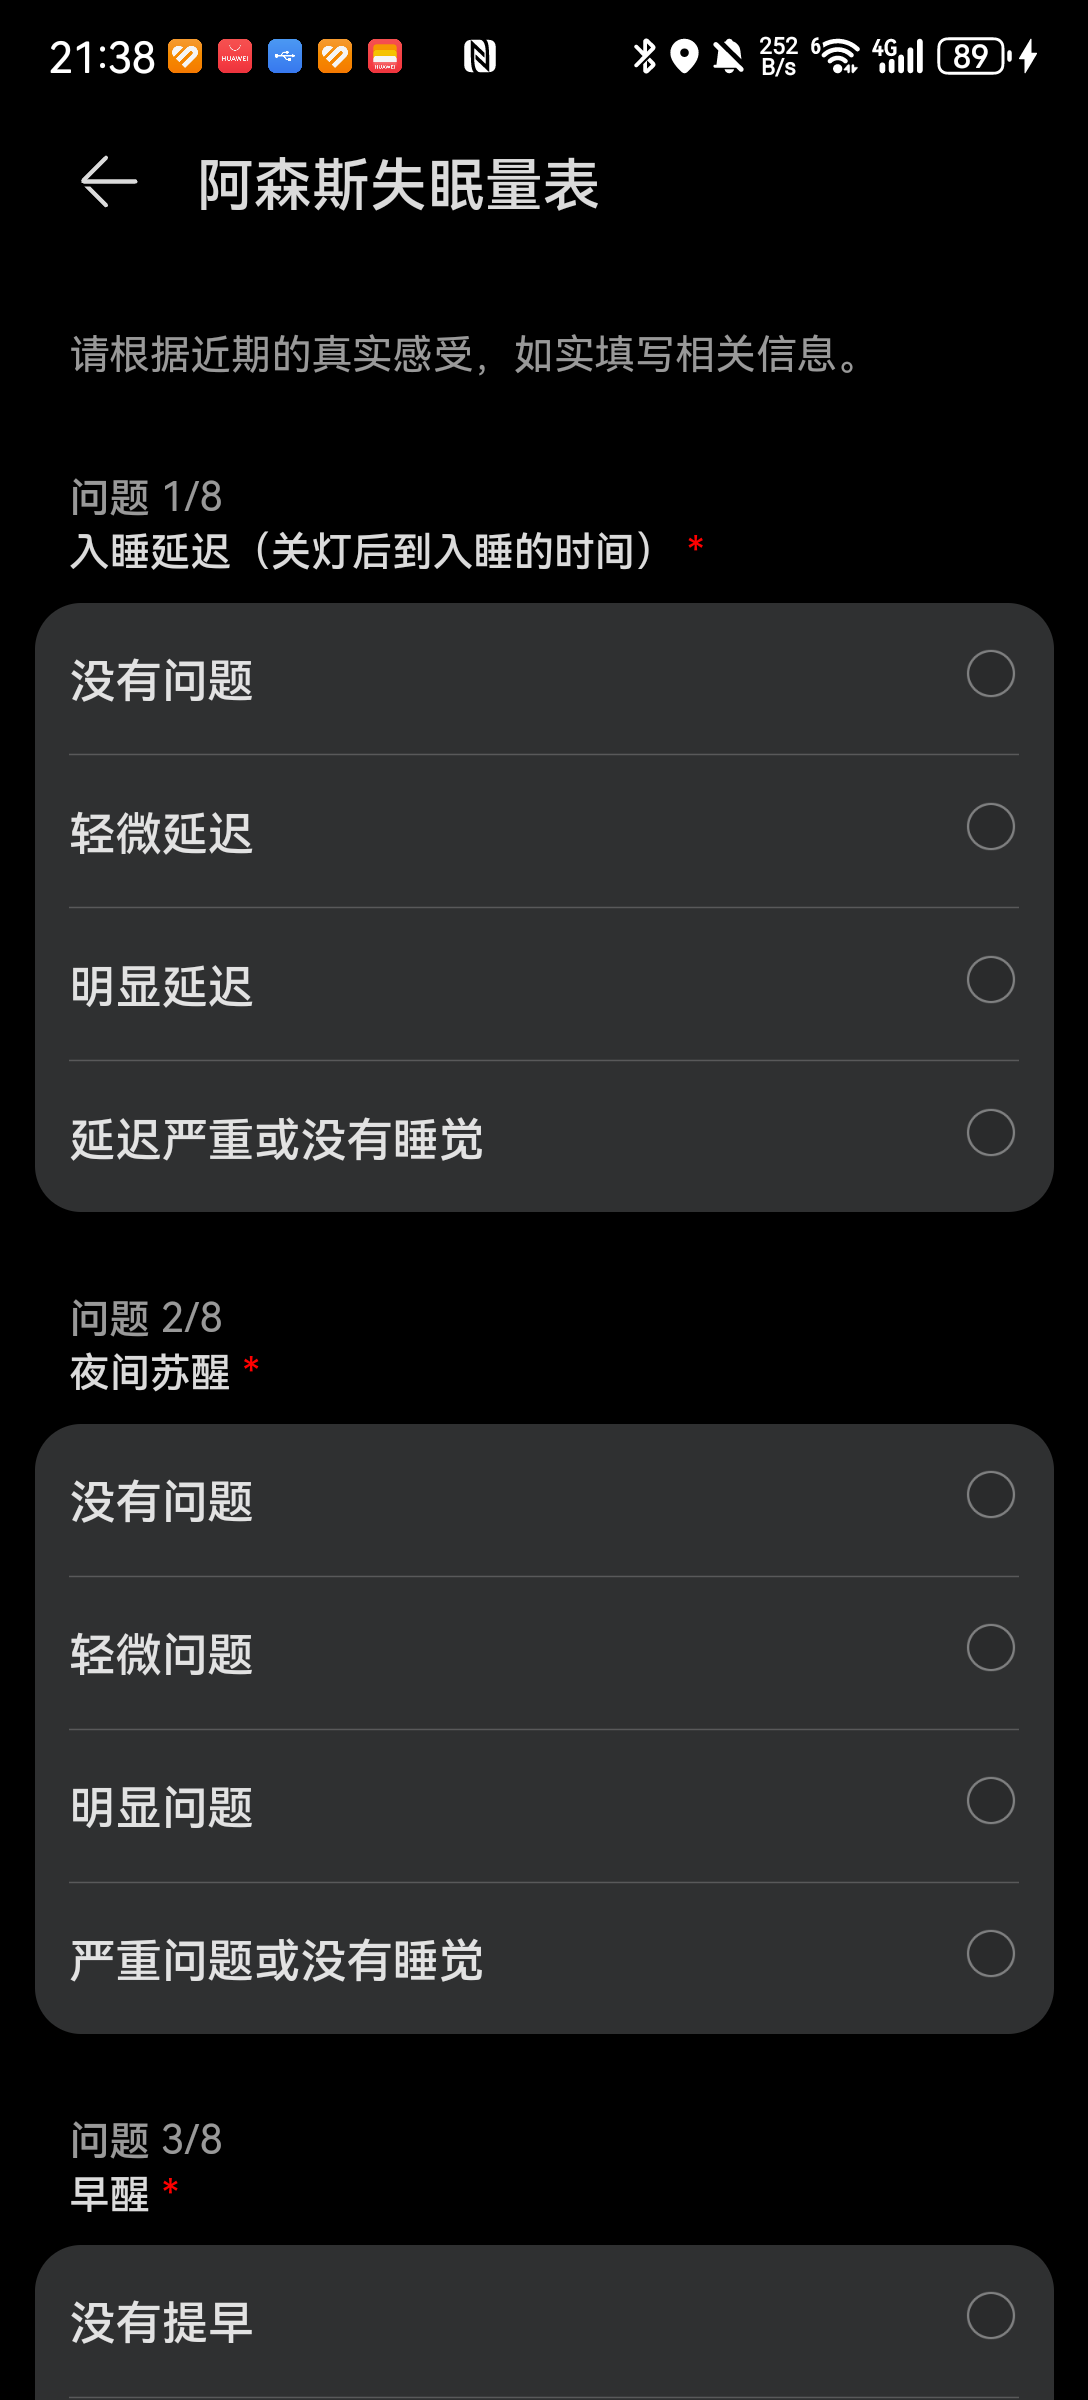 21:38
HUAWEI
HUAWEI
252 B/s
6
4G
89
阿森斯失眠量表
请根据近期的真实感受，如实填写相关信息。
问题 1/8
入睡延迟（关灯后到入睡的时间） *
没有问题
轻微延迟
明显延迟
延迟严重或没有睡觉
问题 2/8
夜间苏醒 *
没有问题
轻微问题
明显问题
严重问题或没有睡觉
问题 3/8
早醒 *
没有提早